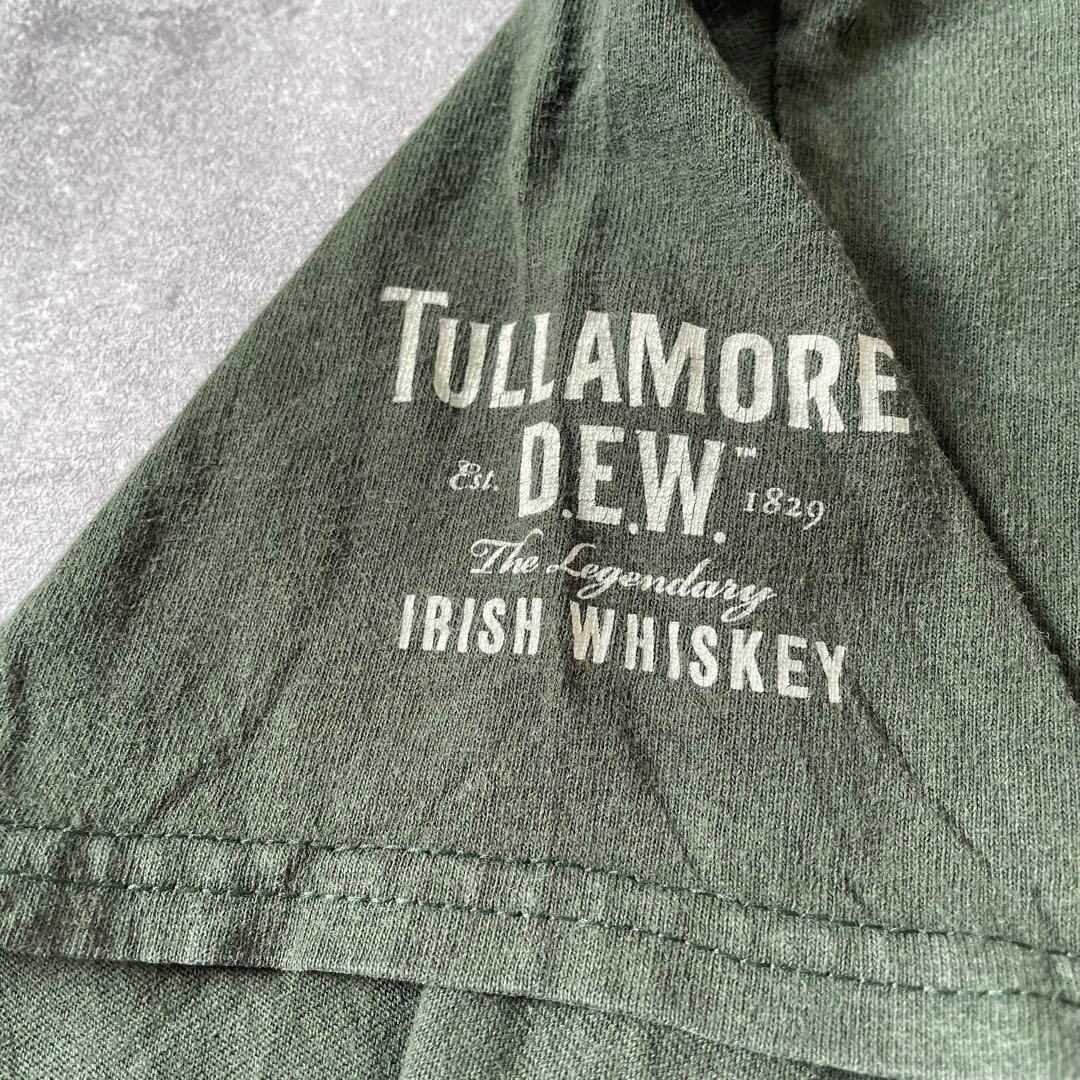 TULLAMORE
Est. D.E.W.™ 1829
The Legendary
IRISH WHISKEY